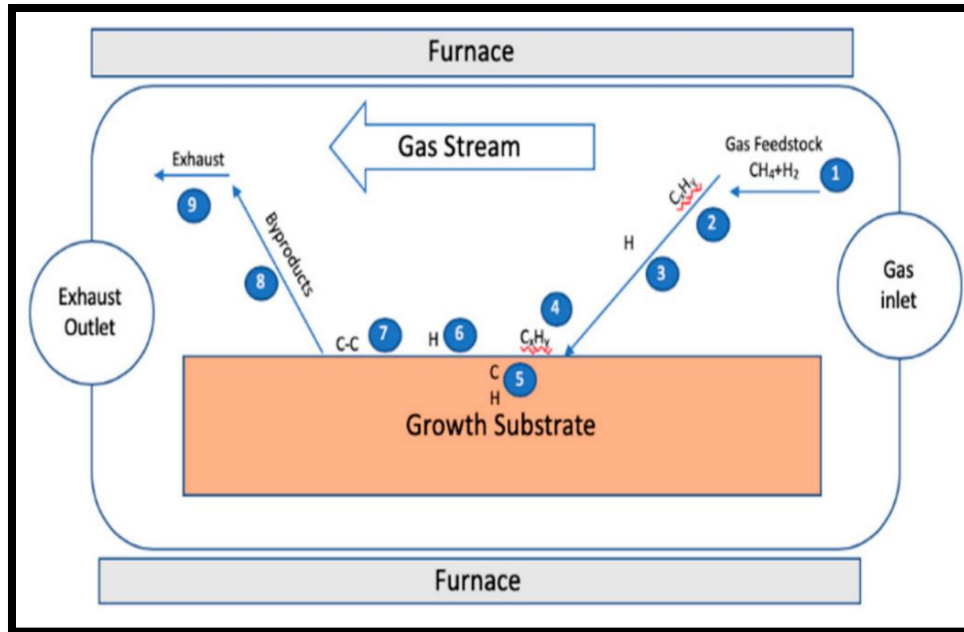 Furnace
Gas Stream
Exhaust
Gas Feedstock
CH₄+H₂
1
CₓHᵧ
2
9
H
3
Byproducts
8
Exhaust
Outlet
Gas
inlet
4
C-C
7
H
6
CₓHᵧ
C
H
5
Growth Substrate
Furnace